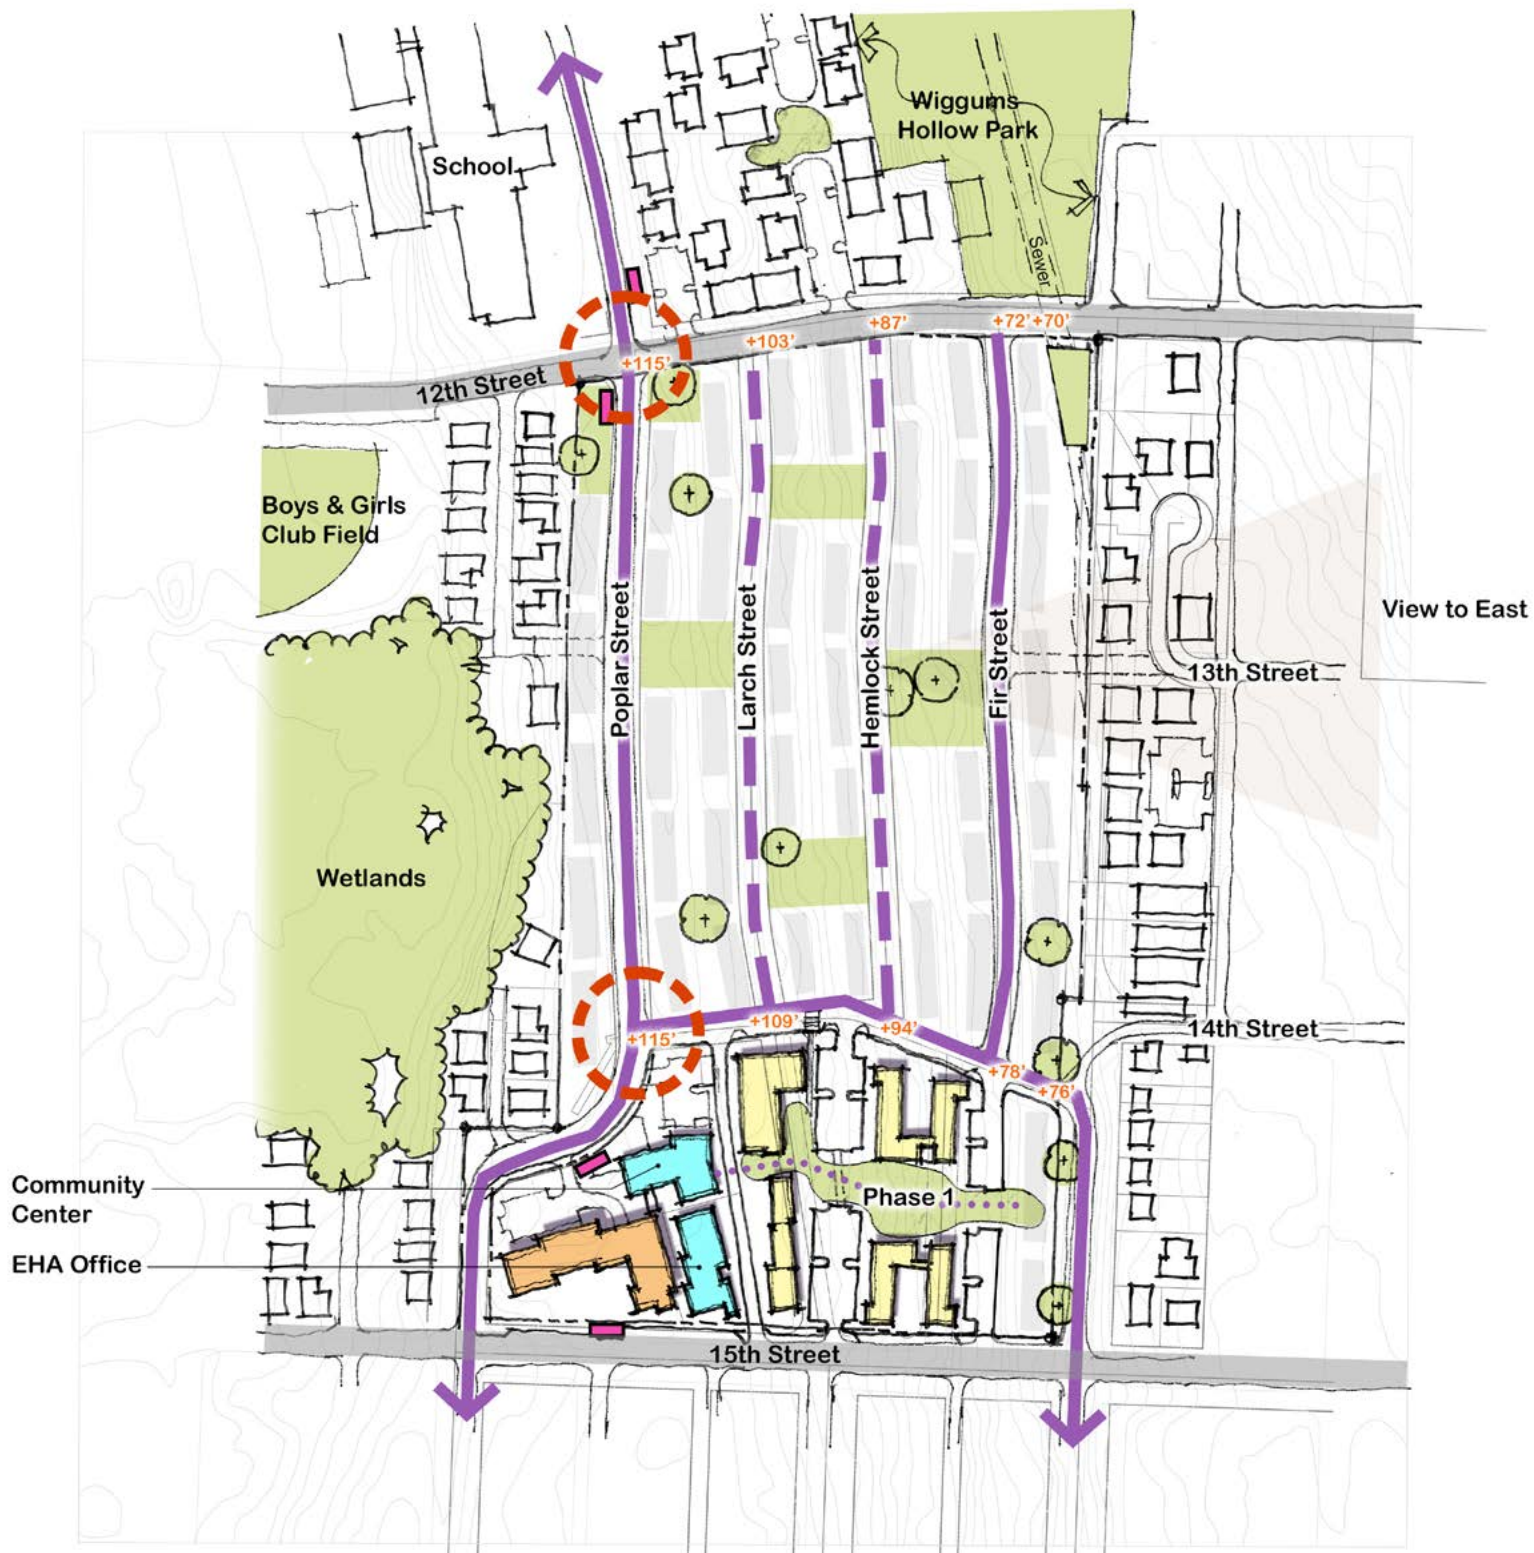 Wiggums
Hollow Park
School
Sewer
+72' +70'
+87'
+103'
+115'
12th Street
Boys & Girls
Club Field
Poplar Street
Larch Street
Hemlock Street
Fir Street
View to East
13th Street
Wetlands
+109'
+94'
+115'
14th Street
+78'
+76'
Community
Center
Phase 1
EHA Office
15th Street